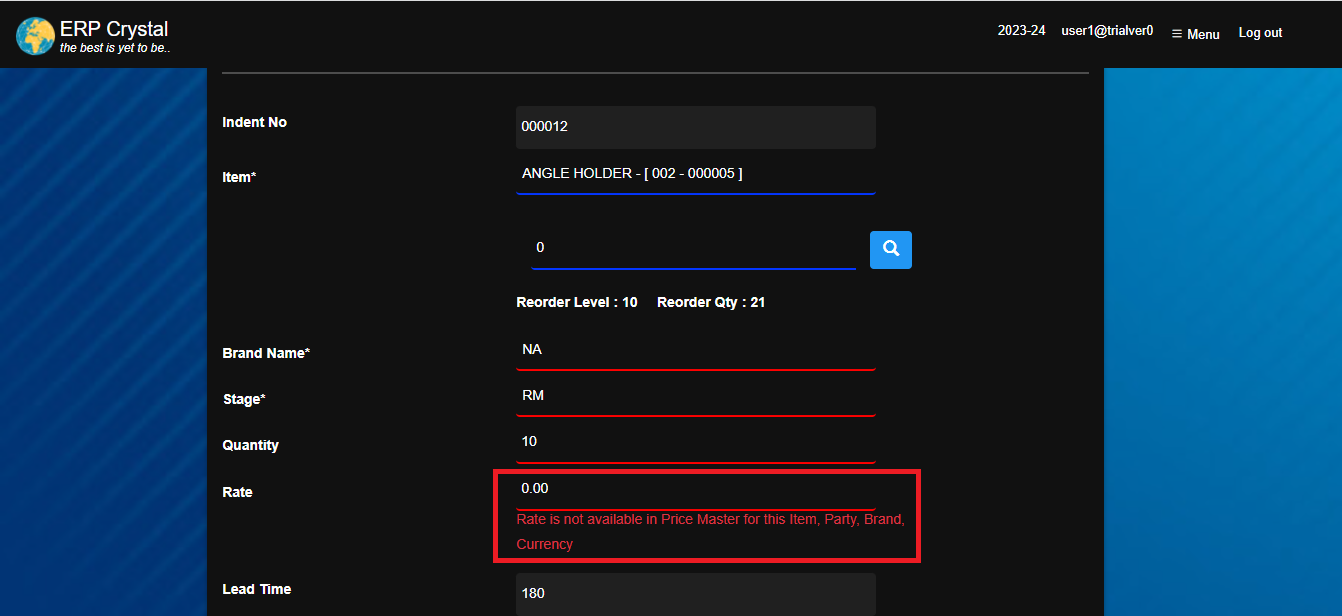 ERP Crystal
the best is yet to be..
2023-24 user1@trialver0 ☰ Menu Log out
Indent No 000012
Item* ANGLE HOLDER - [ 002 - 000005 ]
0
Reorder Level : 10 Reorder Qty : 21
Brand Name* NA
Stage* RM
Quantity 10
Rate 0.00
Rate is not available in Price Master for this Item, Party, Brand,
Currency
Lead Time 180